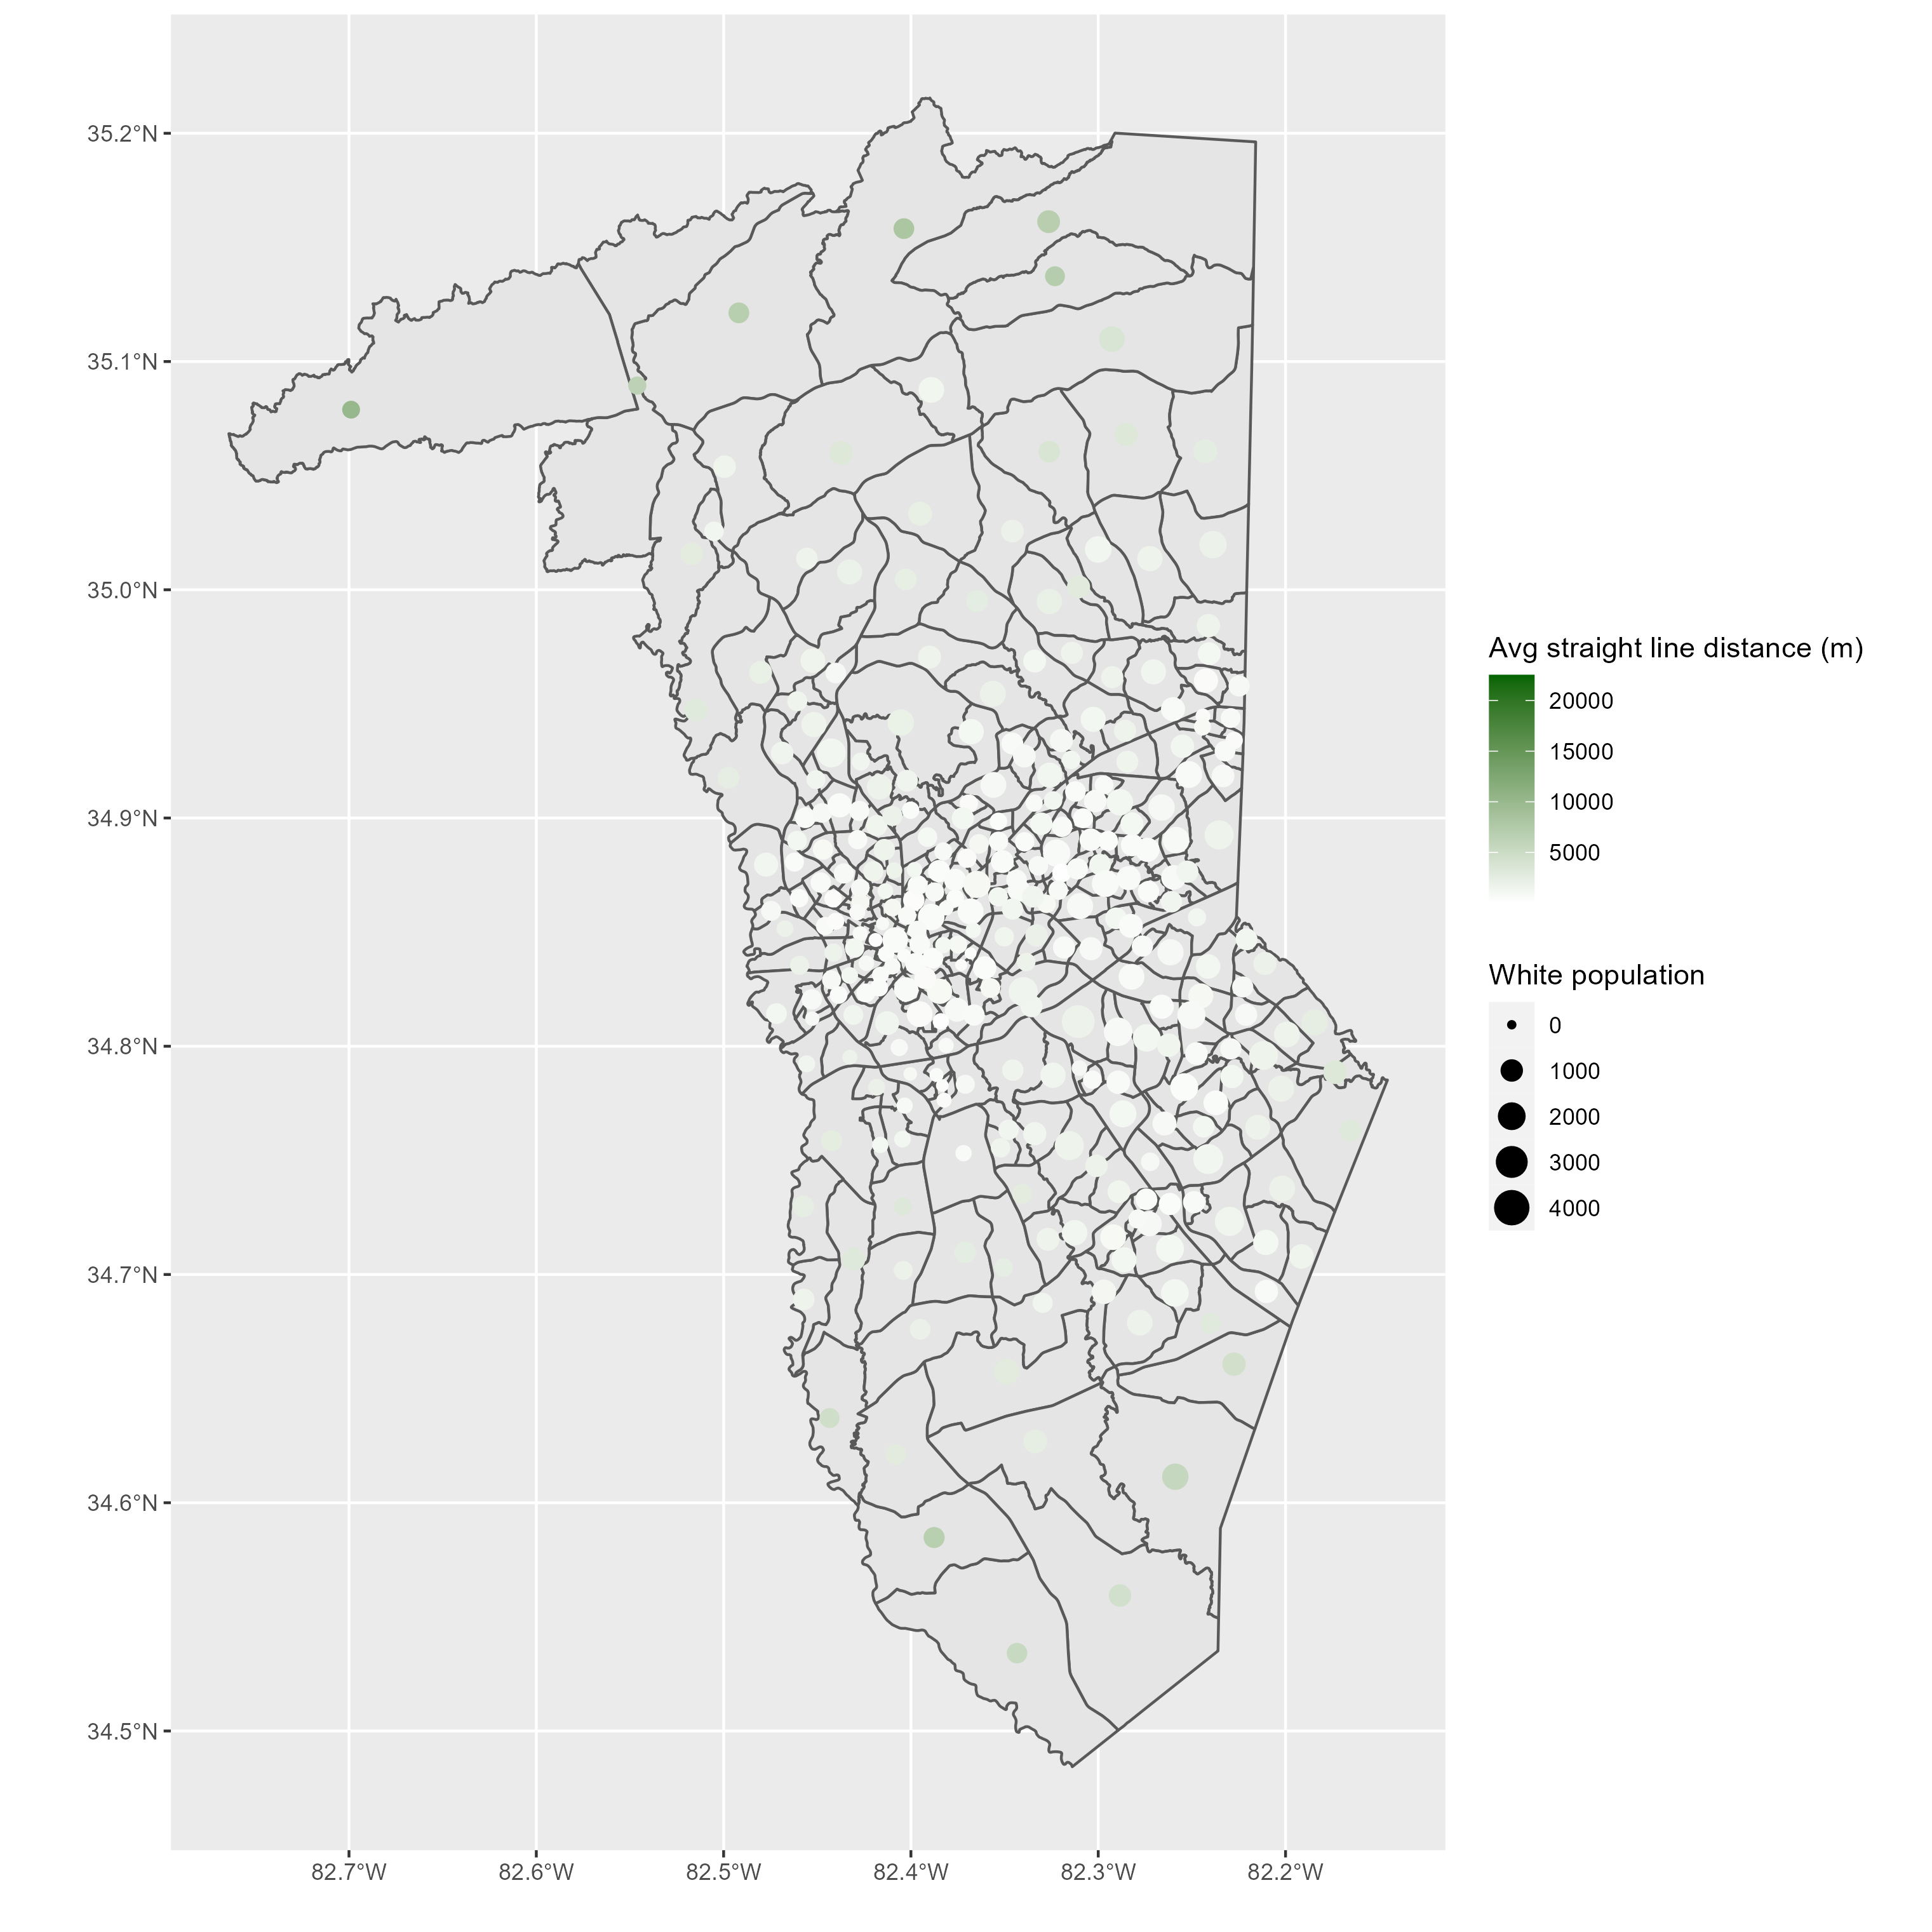 35.2°N
35.1°N
35.0°N
34.9°N
34.8°N
34.7°N
34.6°N
34.5°N
82.7°W 82.6°W 82.5°W 82.4°W 82.3°W 82.2°W
Avg straight line distance (m)
20000
15000
10000
5000
White population
0
1000
2000
3000
4000